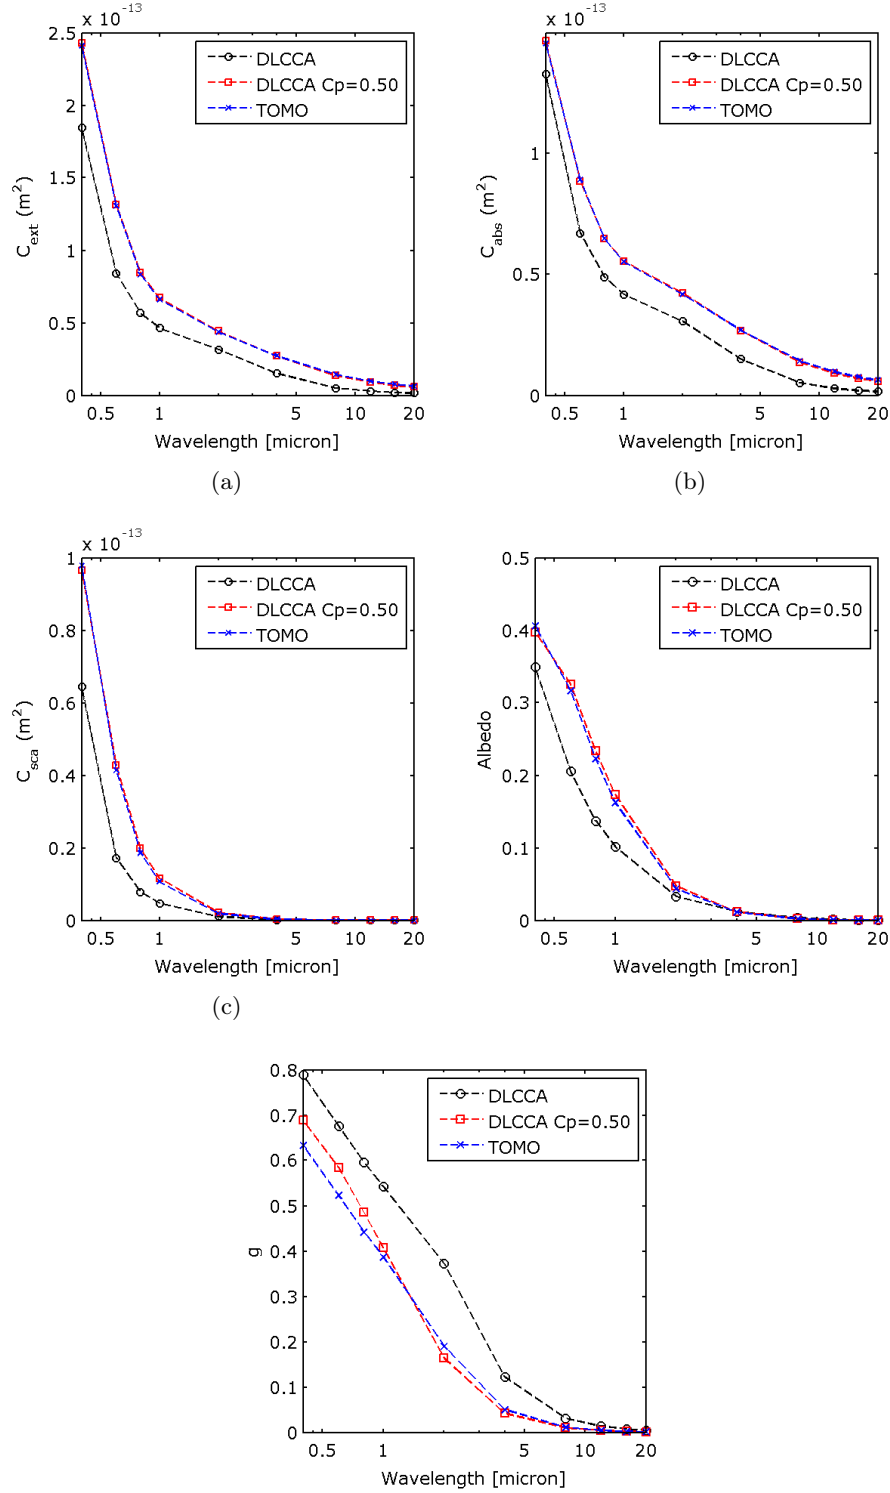 x 10-13
2.5
2
1.5
1
0.5
0
Cext (m2)
DLCCA
DLCCA Cp=0.50
TOMO
0.5 1 5 10 20
Wavelength [micron]
(a)
x 10-13
1
0.5
0
Cabs (m2)
DLCCA
DLCCA Cp=0.50
TOMO
0.5 1 5 10 20
Wavelength [micron]
(b)
x 10-13
1
0.8
0.6
0.4
0.2
0
Csca (m2)
DLCCA
DLCCA Cp=0.50
TOMO
0.5 1 5 10 20
Wavelength [micron]
(c)
0.5
0.4
0.3
0.2
0.1
0
Albedo
DLCCA
DLCCA Cp=0.50
TOMO
0.5 1 5 10 20
Wavelength [micron]
0.8
0.7
0.6
0.5
0.4
0.3
0.2
0.1
0
g
DLCCA
DLCCA Cp=0.50
TOMO
0.5 1 5 10 20
Wavelength [micron]